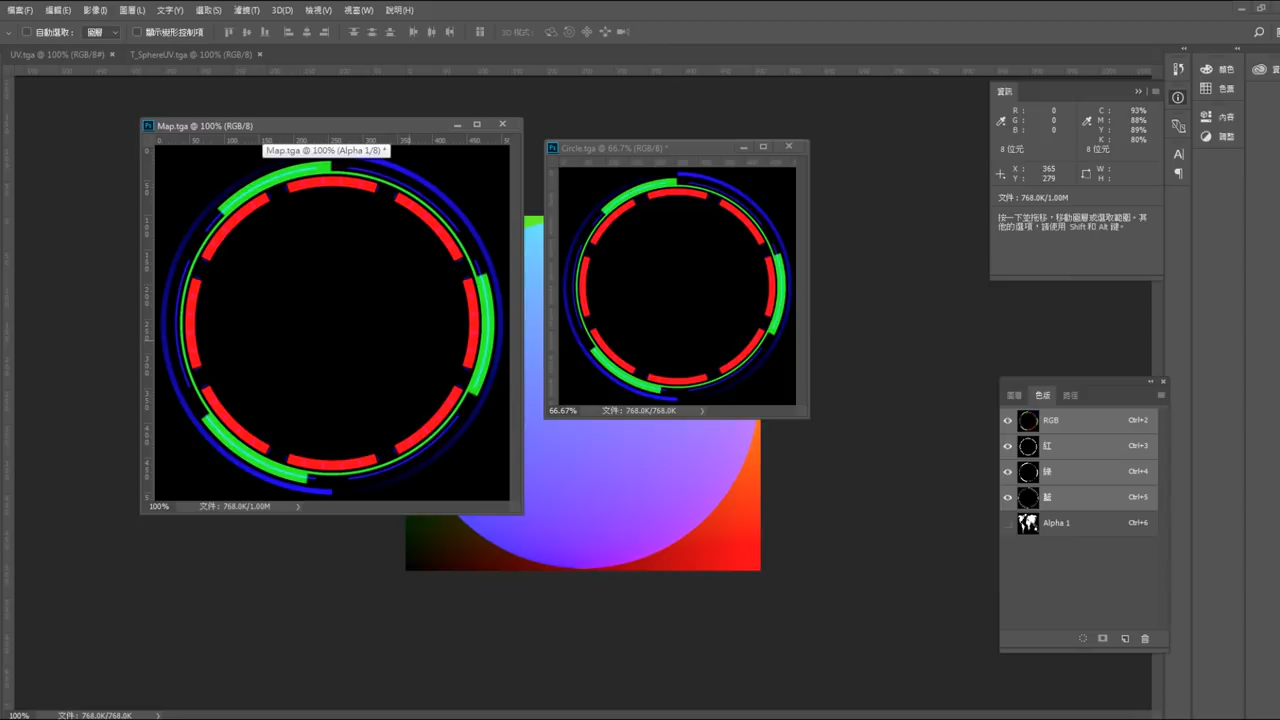 檔案(F) 編輯(E) 影像(I) 圖層(L) 文字(Y) 選取(S) 濾鏡(T) 3D(D) 檢視(V) 視窗(W) 說明(H)
自動選取： 圖層 顯示變形控制項 3D 模式：
UV.tga @ 100% (RGB/8#) × T_SphereUV.tga @ 100% (RGB/8) ×
Map.tga @ 100% (RGB/8)
Map.tga @ 100% (Alpha 1/8) *
100% 文件：768.0K/1.00M
Circle.tga @ 66.7% (RGB/8) *
66.67% 文件：768.0K/768.0K
資訊
R： 0 C： 93%
G： 0 M： 88%
B： 0 Y： 89%
K： 80%
8 位元 8 位元
X： 365 W：
Y： 279 H：
文件：768.0K/1.00M
按一下並拖移，移動圖層或選取範圍。其
他的選項，請使用 Shift 和 Alt 鍵。
顏色
色票
內容
調整
圖層 色版 路徑
RGB Ctrl+2
紅 Ctrl+3
綠 Ctrl+4
藍 Ctrl+5
Alpha 1 Ctrl+6
100% 文件：768.0K/768.0K